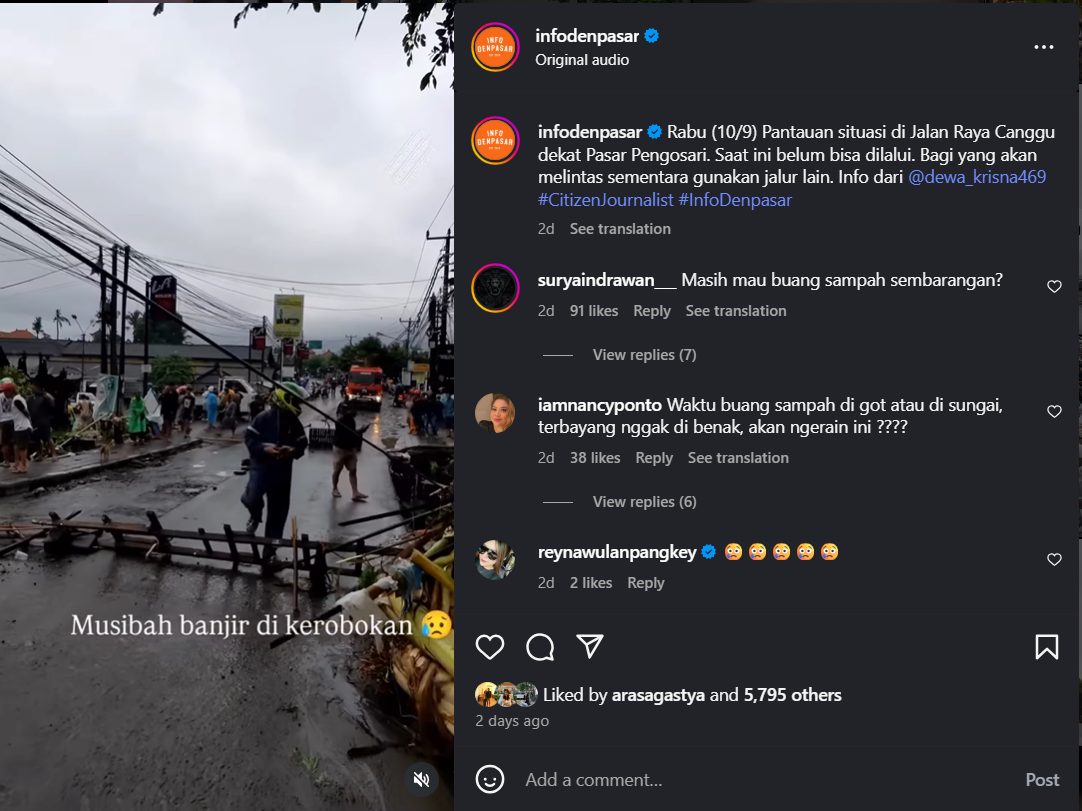 infodenpasar
Original audio
INFO
DENPASAR
infodenpasar Rabu (10/9) Pantauan situasi di Jalan Raya Canggu
dekat Pasar Pengosari. Saat ini belum bisa dilalui. Bagi yang akan
melintas sementara gunakan jalur lain. Info dari @dewa_krisna469
#CitizenJournalist #InfoDenpasar
2d See translation
INFO
DENPASAR
suryaindrawan__ Masih mau buang sampah sembarangan?
2d 91 likes Reply See translation
View replies (7)
iamnancyponto Waktu buang sampah di got atau di sungai,
terbayang nggak di benak, akan ngerain ini ????
2d 38 likes Reply See translation
View replies (6)
reynawulanpangkey 😳😳😳😳😳
2d 2 likes Reply
Musibah banjir di kerobokan 😥
Liked by arasagastya and 5,795 others
2 days ago
Add a comment...
Post